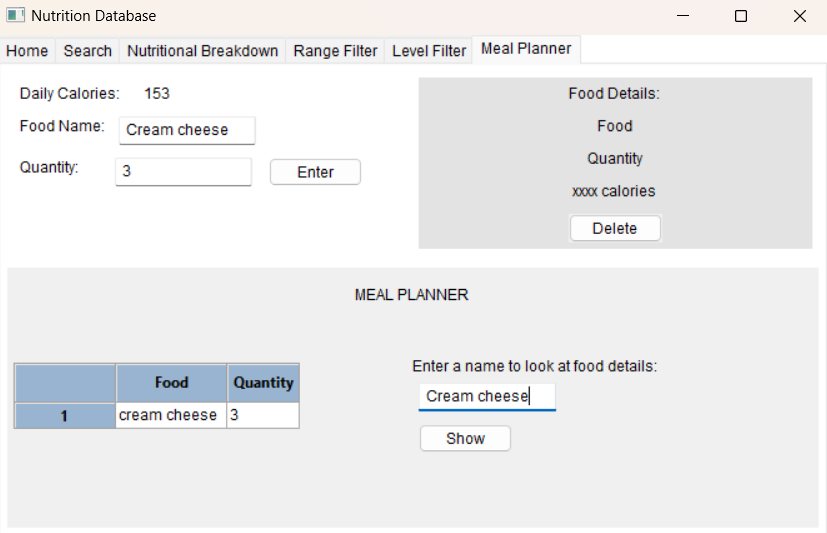 Nutrition Database
Home Search Nutritional Breakdown Range Filter Level Filter Meal Planner
Daily Calories: 153
Food Name: Cream cheese
Quantity: 3 Enter
Food Details:
Food
Quantity
xxxx calories
Delete
MEAL PLANNER
Food Quantity
1 cream cheese 3
Enter a name to look at food details:
Cream cheese
Show